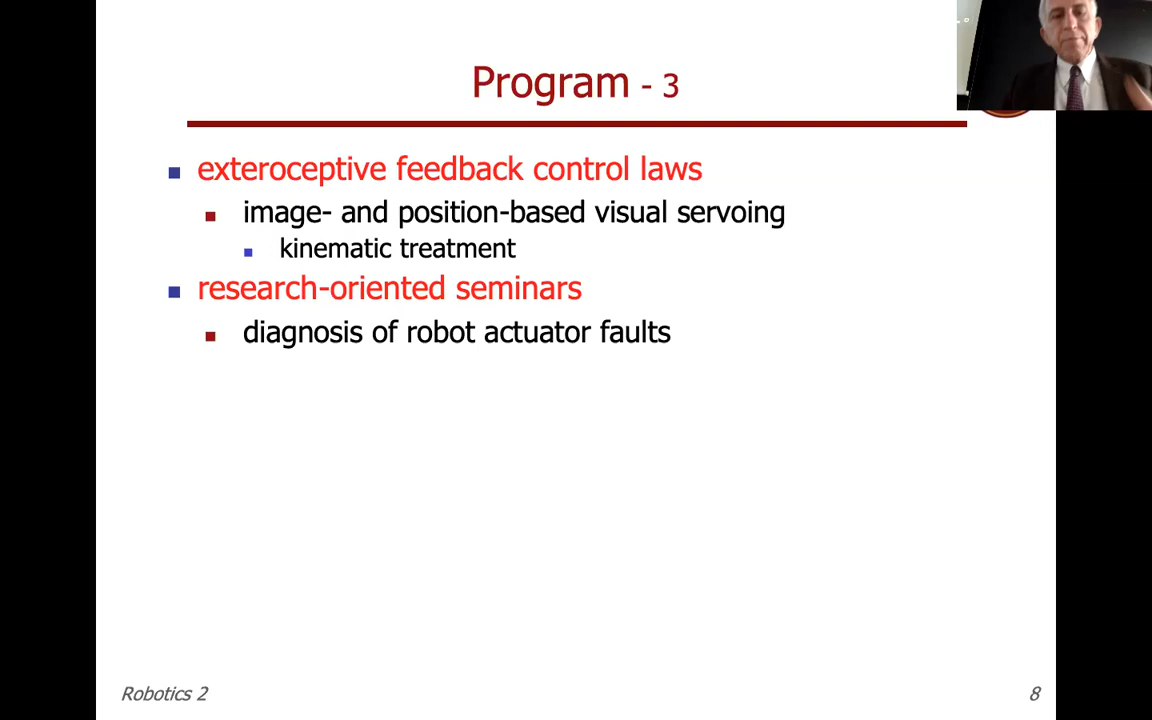 Program - 3
exteroceptive feedback control laws
image- and position-based visual servoing
kinematic treatment
research-oriented seminars
diagnosis of robot actuator faults
Robotics 2
8